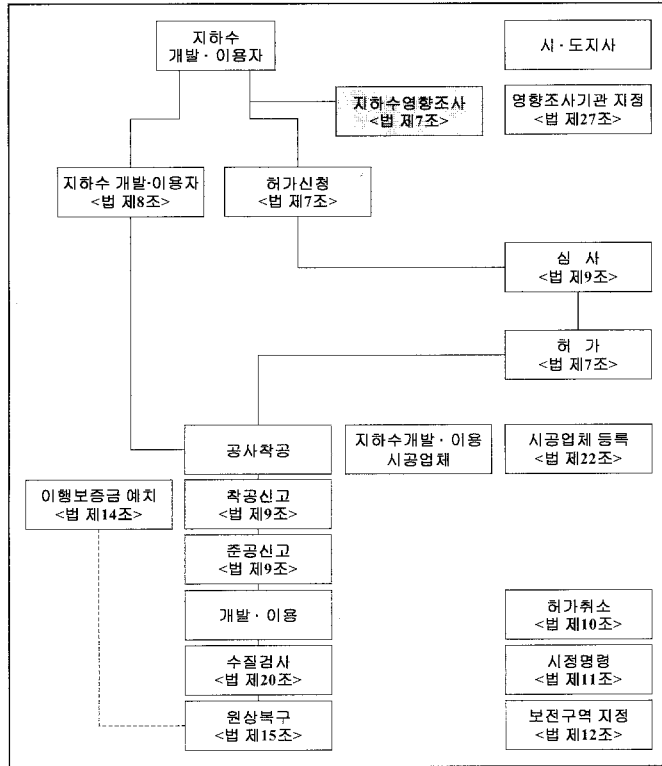 지하수
개발·이용자
시·도지사
지하수영향조사
<법 제7조>
영향조사기관 지정
<법 제27조>
지하수 개발·이용자
<법 제8조>
허가신청
<법 제7조>
심 사
<법 제9조>
허 가
<법 제7조>
공사착공
지하수개발·이용
시공업체
시공업체 등록
<법 제22조>
이행보증금 예치
<법 제14조>
착공신고
<법 제9조>
준공신고
<법 제9조>
개발·이용
허가취소
<법 제10조>
수질검사
<법 제20조>
시정명령
<법 제11조>
원상복구
<법 제15조>
보전구역 지정
<법 제12조>